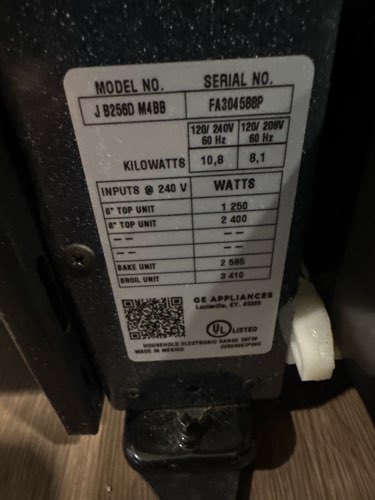 MODEL NO. SERIAL NO.
JB256D M4BB FA304588P
120/ 240V 120/ 208V
60 Hz 60 Hz
KILOWATTS 10,8 8,1
INPUTS @ 240 V WATTS
6" TOP UNIT 1 250
8" TOP UNIT 2 400
-- --
-- --
BAKE UNIT 2 585
BROIL UNIT 3 410
GE APPLIANCES
Louisville, KY. 40225
UL LISTED
HOUSEHOLD ELECTRONIC RANGE
MADE IN MEXICO